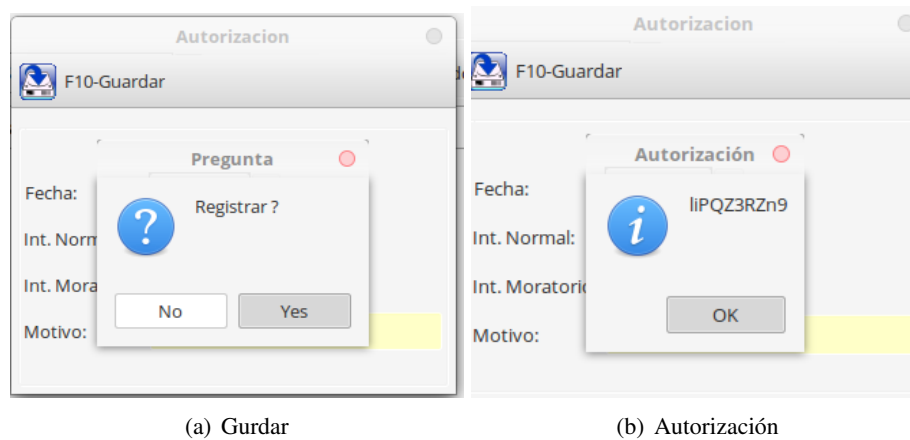 Autorizacion
F10-Guardar
Pregunta
Fecha:
Registrar ?
Int. Norm
Int. Mora
No
Yes
Motivo:
(a) Gurdar
Autorizacion
F10-Guardar
Autorización
Fecha:
liPQZ3RZn9
Int. Normal:
Int. Moratorio
OK
Motivo:
(b) Autorización